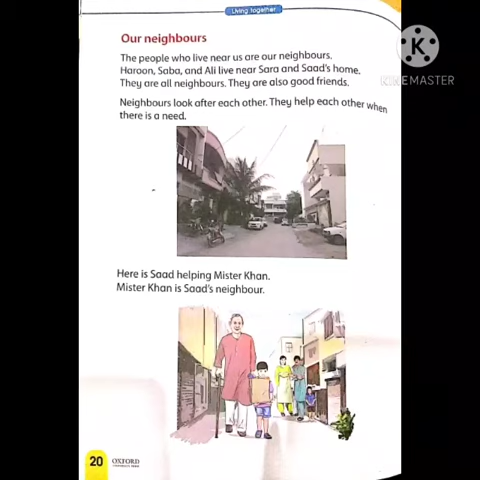 Living together
Our neighbours
The people who live near us are our neighbours.
Haroon, Saba, and Ali live near Sara and Saad's home.
They are all neighbours. They are also good friends.
Neighbours look after each other. They help each other when
there is a need.
Here is Saad helping Mister Khan.
Mister Khan is Saad's neighbour.
20
OXFORD
UNIVERSITY PRESS
K
KINEMASTER